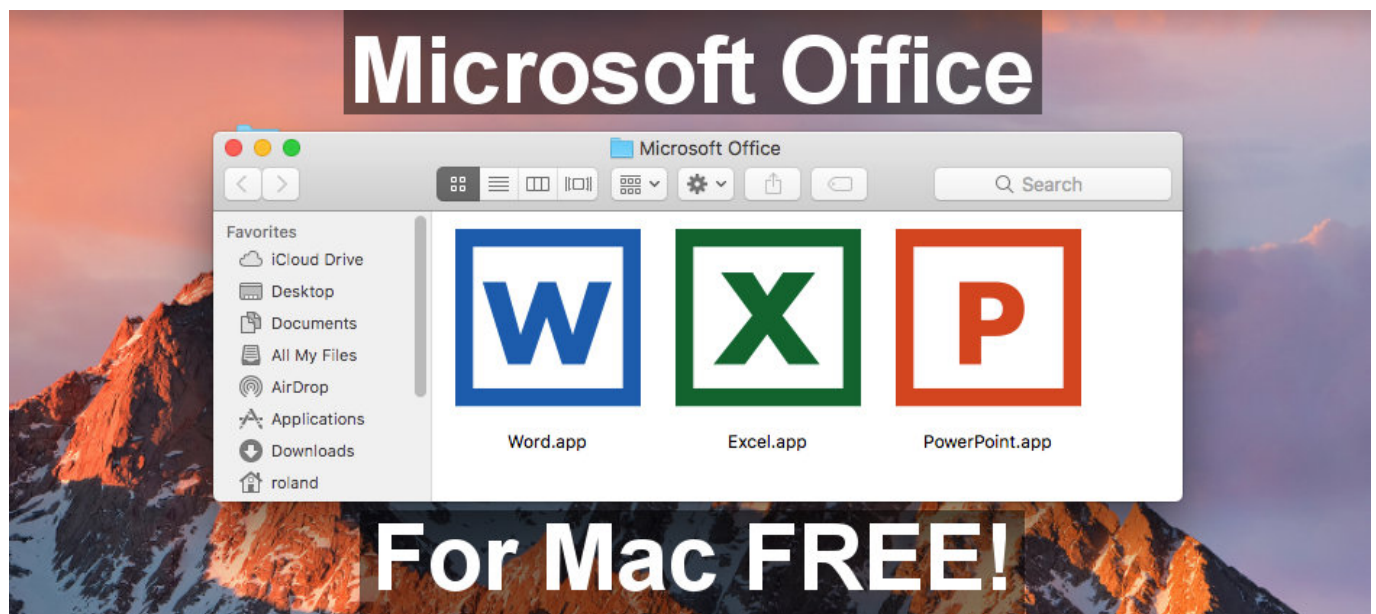 Microsoft Office
Microsoft Office
Search
Favorites
iCloud Drive
Desktop
Documents
All My Files
AirDrop
Applications
Downloads
roland
W X P
Word.app Excel.app PowerPoint.app
For Mac FREE!